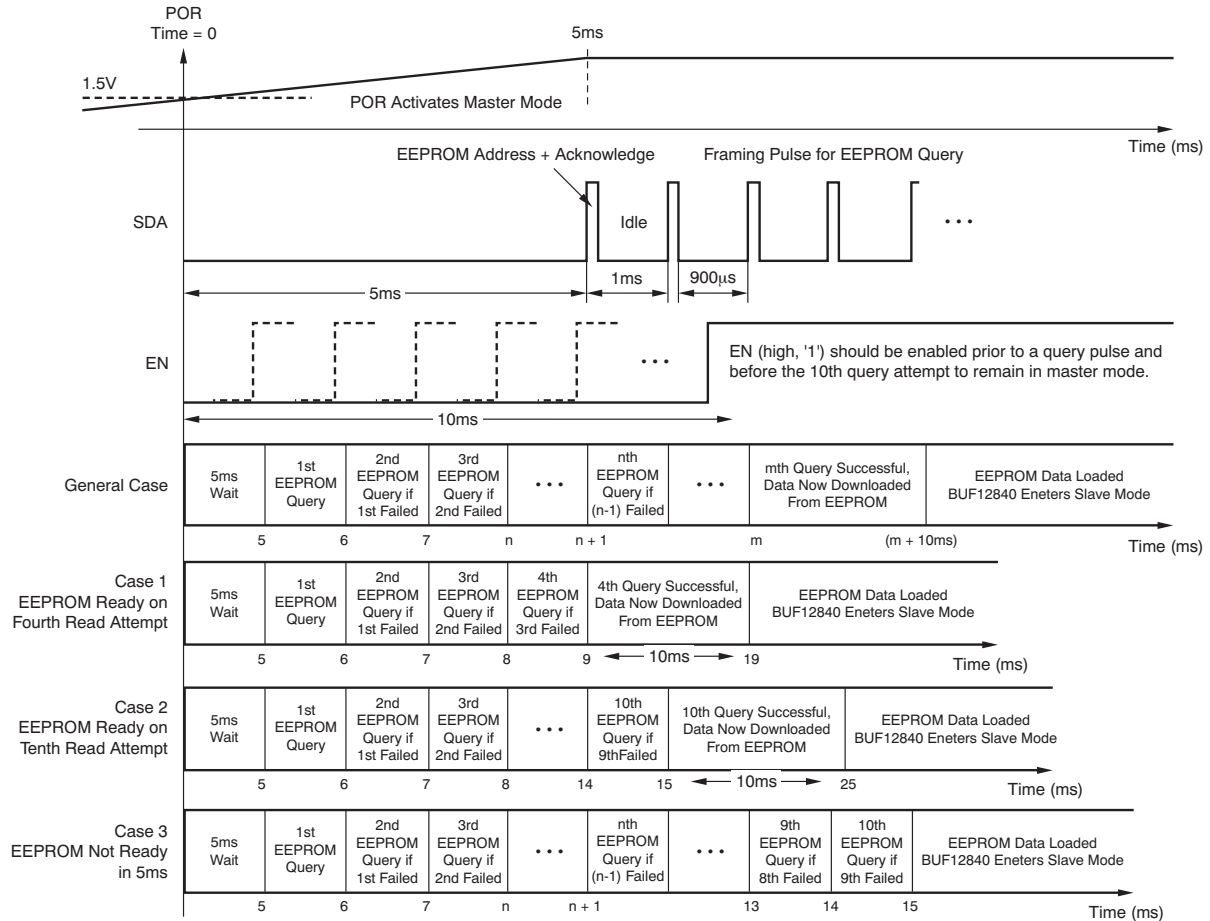 POR
Time = 0
5ms
1.5V
POR Activates Master Mode
Time (ms)
EEPROM Address + Acknowledge
Framing Pulse for EEPROM Query
SDA
Idle
• • •
5ms
1ms
900μs
EN
• • •
EN (high, '1') should be enabled prior to a query pulse and
before the 10th query attempt to remain in master mode.
10ms
General Case
5ms
Wait
1st
EEPROM
Query
2nd
EEPROM
Query if
1st Failed
3rd
EEPROM
Query if
2nd Failed
• • •
nth
EEPROM
Query if
(n-1) Failed
• • •
mth Query Successful,
Data Now Downloaded
From EEPROM
EEPROM Data Loaded
BUF12840 Eneters Slave Mode
5 6 7 n n + 1 m (m + 10ms)
Time (ms)
Case 1
EEPROM Ready on
Fourth Read Attempt
5ms
Wait
1st
EEPROM
Query
2nd
EEPROM
Query if
1st Failed
3rd
EEPROM
Query if
2nd Failed
4th
EEPROM
Query if
3rd Failed
4th Query Successful,
Data Now Downloaded
From EEPROM
EEPROM Data Loaded
BUF12840 Eneters Slave Mode
5 6 7 8 9 10ms 19
Time (ms)
Case 2
EEPROM Ready on
Tenth Read Attempt
5ms
Wait
1st
EEPROM
Query
2nd
EEPROM
Query if
1st Failed
3rd
EEPROM
Query if
2nd Failed
• • •
10th
EEPROM
Query if
9thFailed
10th Query Successful,
Data Now Downloaded
From EEPROM
EEPROM Data Loaded
BUF12840 Eneters Slave Mode
5 6 7 8 14 15 10ms 25
Time (ms)
Case 3
EEPROM Not Ready
in 5ms
5ms
Wait
1st
EEPROM
Query
2nd
EEPROM
Query if
1st Failed
3rd
EEPROM
Query if
2nd Failed
• • •
nth
EEPROM
Query if
(n-1) Failed
• • •
9th
EEPROM
Query if
8th Failed
10th
EEPROM
Query if
9th Failed
EEPROM Data Loaded
BUF12840 Eneters Slave Mode
5 6 7 n n + 1 13 14 15
Time (ms)